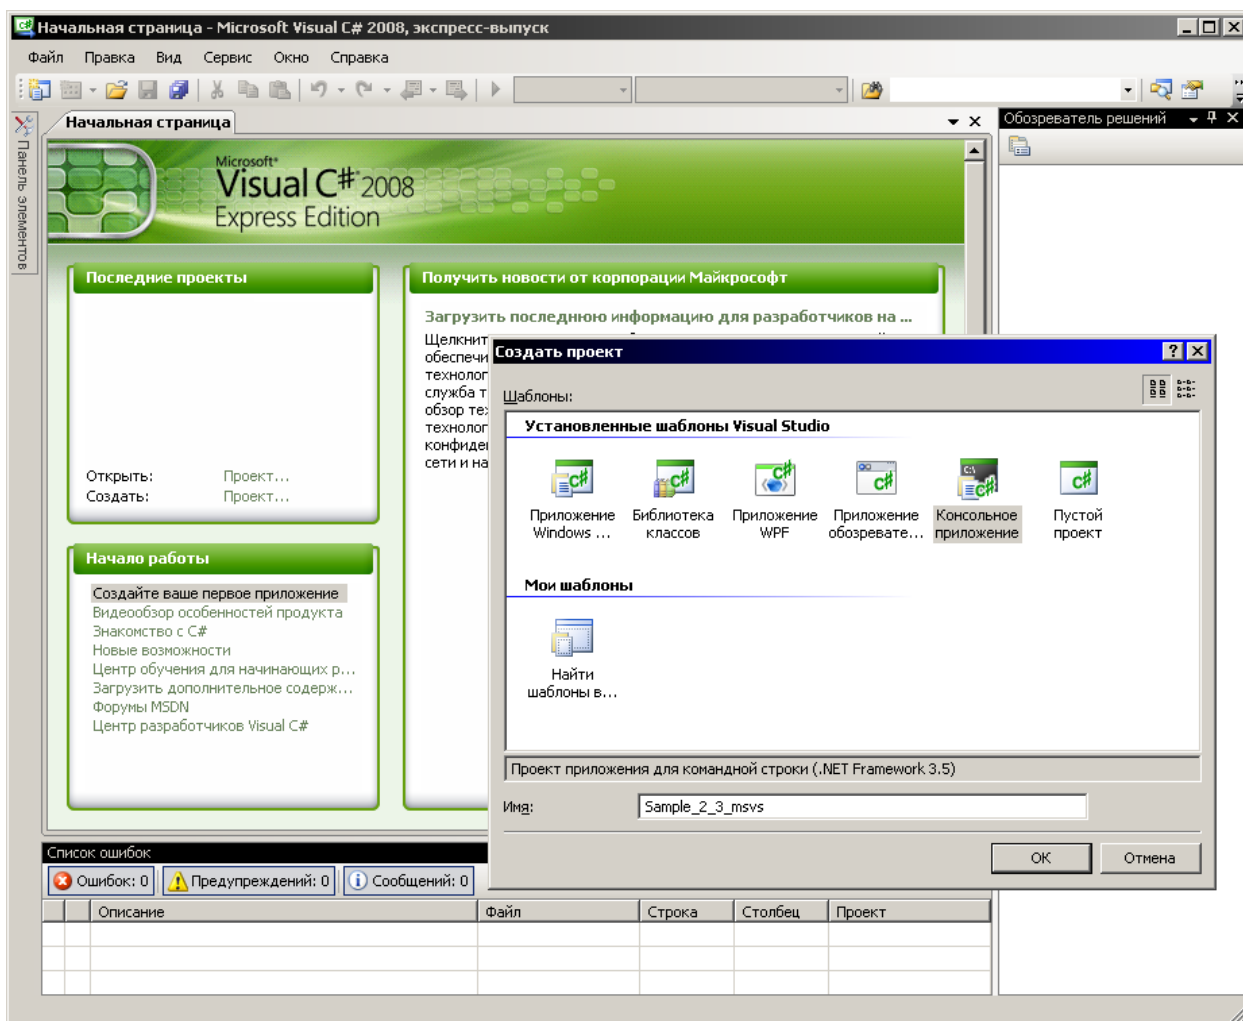 Начальная страница - Microsoft Visual C# 2008, экспресс-выпуск
Файл Правка Вид Сервис Окно Справка
Панель элементов
Начальная страница
Обозреватель решений
Microsoft®
Visual C#® 2008
Express Edition
Последние проекты
Открыть: Проект...
Создать: Проект...
Начало работы
Создайте ваше первое приложение
Видеообзор особенностей продукта
Знакомство с C#
Новые возможности
Центр обучения для начинающих р...
Загрузить дополнительное содерж...
Форумы MSDN
Центр разработчиков Visual C#
Получить новости от корпорации Майкрософт
Загрузить последнюю информацию для разработчиков на ...
Щелкнит
обеспечи
технолог
служба т
обзор те
технолог
конфиде
сети и на
Создать проект
Шаблоны:
Установленные шаблоны Visual Studio
Приложение Windows ...
Библиотека классов
Приложение WPF
Приложение обозревате...
Консольное приложение
Пустой проект
Мои шаблоны
Найти шаблоны в...
Проект приложения для командной строки (.NET Framework 3.5)
Имя: Sample_2_3_msvs
OK Отмена
Список ошибок
Ошибок: 0 Предупреждений: 0 Сообщений: 0
Описание Файл Строка Столбец Проект